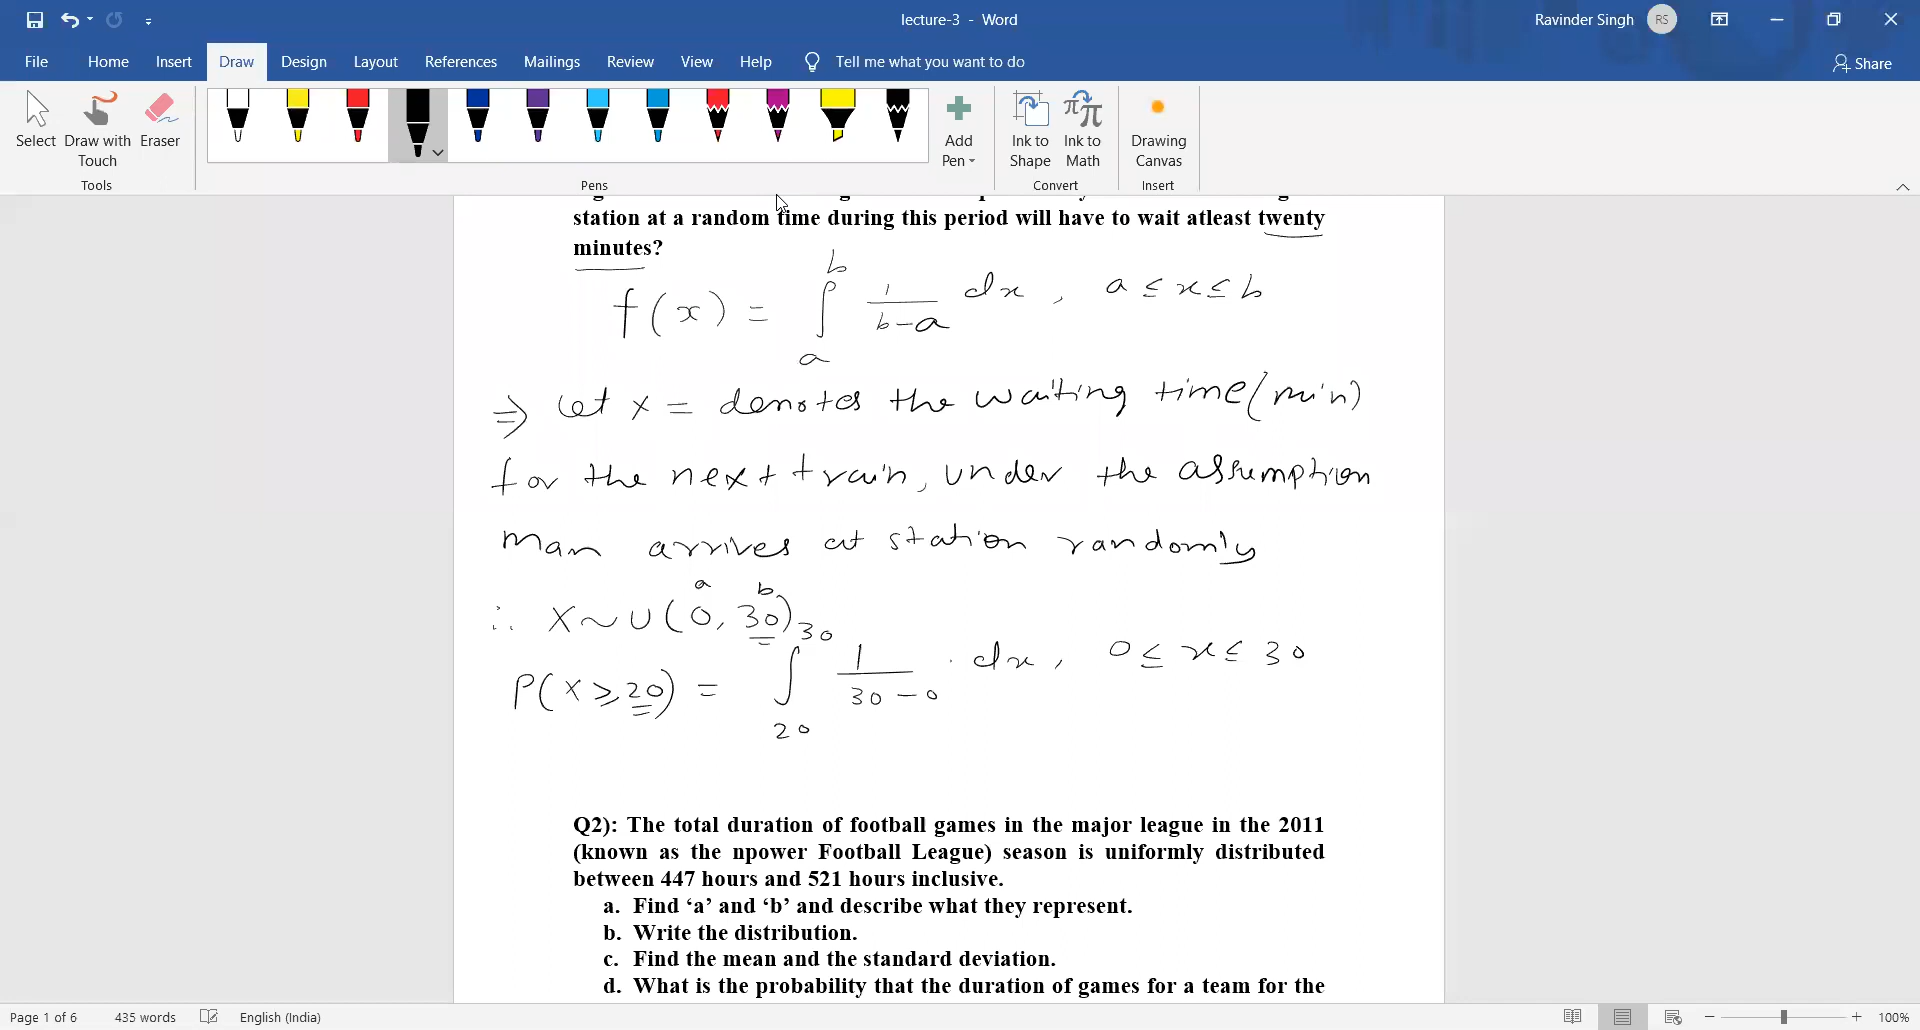 lecture-3 - Word
Ravinder Singh
RS
File Home Insert Draw Design Layout References Mailings Review View Help Tell me what you want to do
Share
Select
Draw with Touch
Eraser
Add Pen
Ink to Shape
Ink to Math
Drawing Canvas
Tools
Pens
Convert
Insert
station at a random time during this period will have to wait atleast twenty
minutes?
f(x) = ∫_a^b 1/(b-a) dx, a ≤ x ≤ b
⇒ Let x = denotes the waiting time (min)
for the next train, under the assumption
man arrives at station randomly
a b
∴ X ~ U(0, 30)
P(X ≥ 20) = ∫_20^30 1/(30-0) · dx, 0 ≤ x ≤ 30
Q2): The total duration of football games in the major league in the 2011
(known as the npower Football League) season is uniformly distributed
between 447 hours and 521 hours inclusive.
a. Find ‘a’ and ‘b’ and describe what they represent.
b. Write the distribution.
c. Find the mean and the standard deviation.
d. What is the probability that the duration of games for a team for the
Page 1 of 6 435 words English (India) 100%